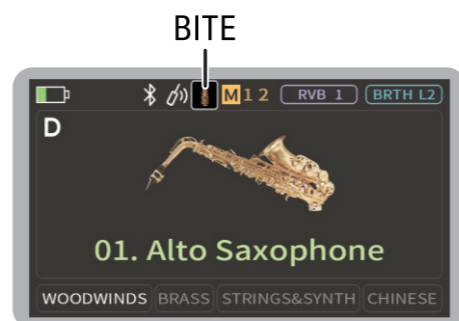 BITE
M 1 2 RVB 1 BRTH L2
D
01. Alto Saxophone
WOODWINDS BRASS STRINGS&SYNTH CHINESE